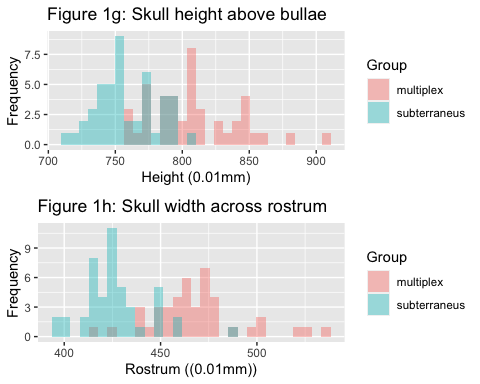 Figure 1g: Skull height above bullae
Frequency
7.5
5.0
2.5
0.0
700 750 800 850 900
Height (0.01mm)
Group
multiplex
subterraneus
Figure 1h: Skull width across rostrum
Frequency
9
6
3
0
400 450 500
Rostrum ((0.01mm))
Group
multiplex
subterraneus